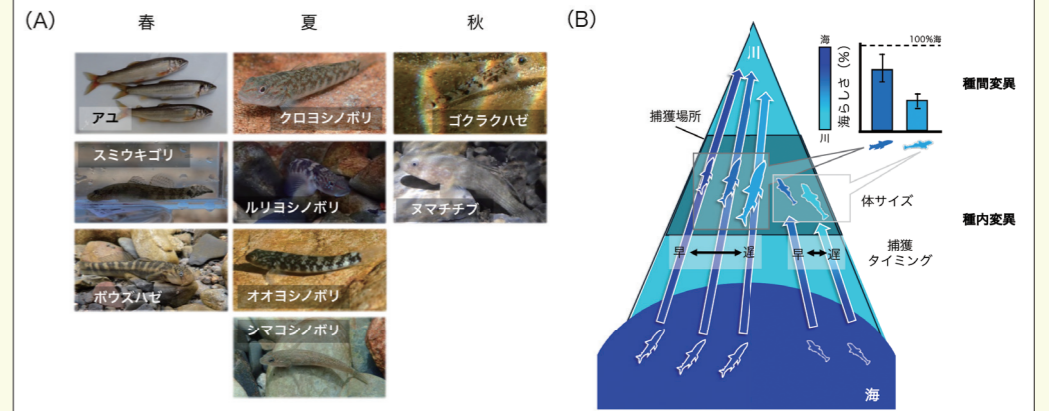 (A)
春
夏
秋
アユ
スミウキゴリ
ボウズハゼ
クロヨシノボリ
ルリヨシノボリ
オオヨシノボリ
シマヨシノボリ
ゴクラクハゼ
ヌマチチブ
(B)
川
捕獲場所
海
海らしさ(%)
川
100%海
種間変異
体サイズ
種内変異
早
遅
早
遅
捕獲
タイミング
海